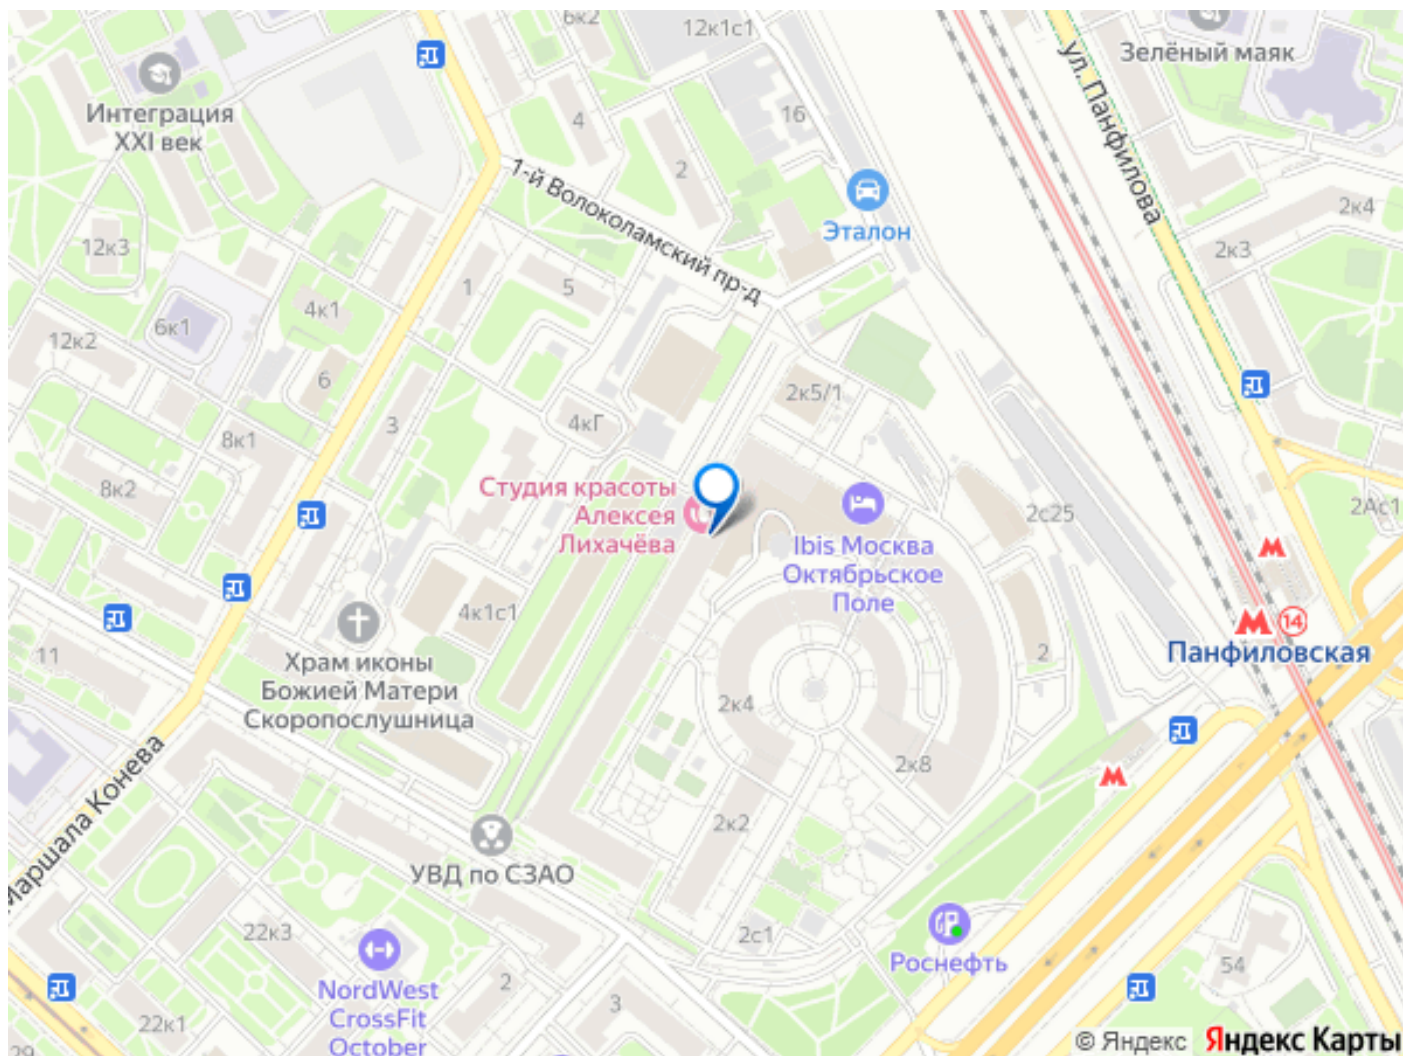 6к2
12к1с1
Зелёный маяк
ул. Панфилова
Интеграция
XXI век
4
16
2
1-й Волоколамский пр-д
Эталон
2к4
2к3
12к3
1
5
4к1
6к1
12к2
6
2к5/1
3
4кГ
8к1
8к2
Студия красоты
Алексея
Лихачёва
Ibis Москва
Октябрьское
Поле
2с25
2Ас1
4к1с1
14
Панфиловская
11
Храм иконы
Божией Матери
Скоропослушница
2
2к4
2к8
Маршала Конева
2к2
УВД по СЗАО
22к3
2с1
Роснефть
54
NordWest
CrossFit
October
2
3
22к1
29
© Яндекс Яндекс Карты